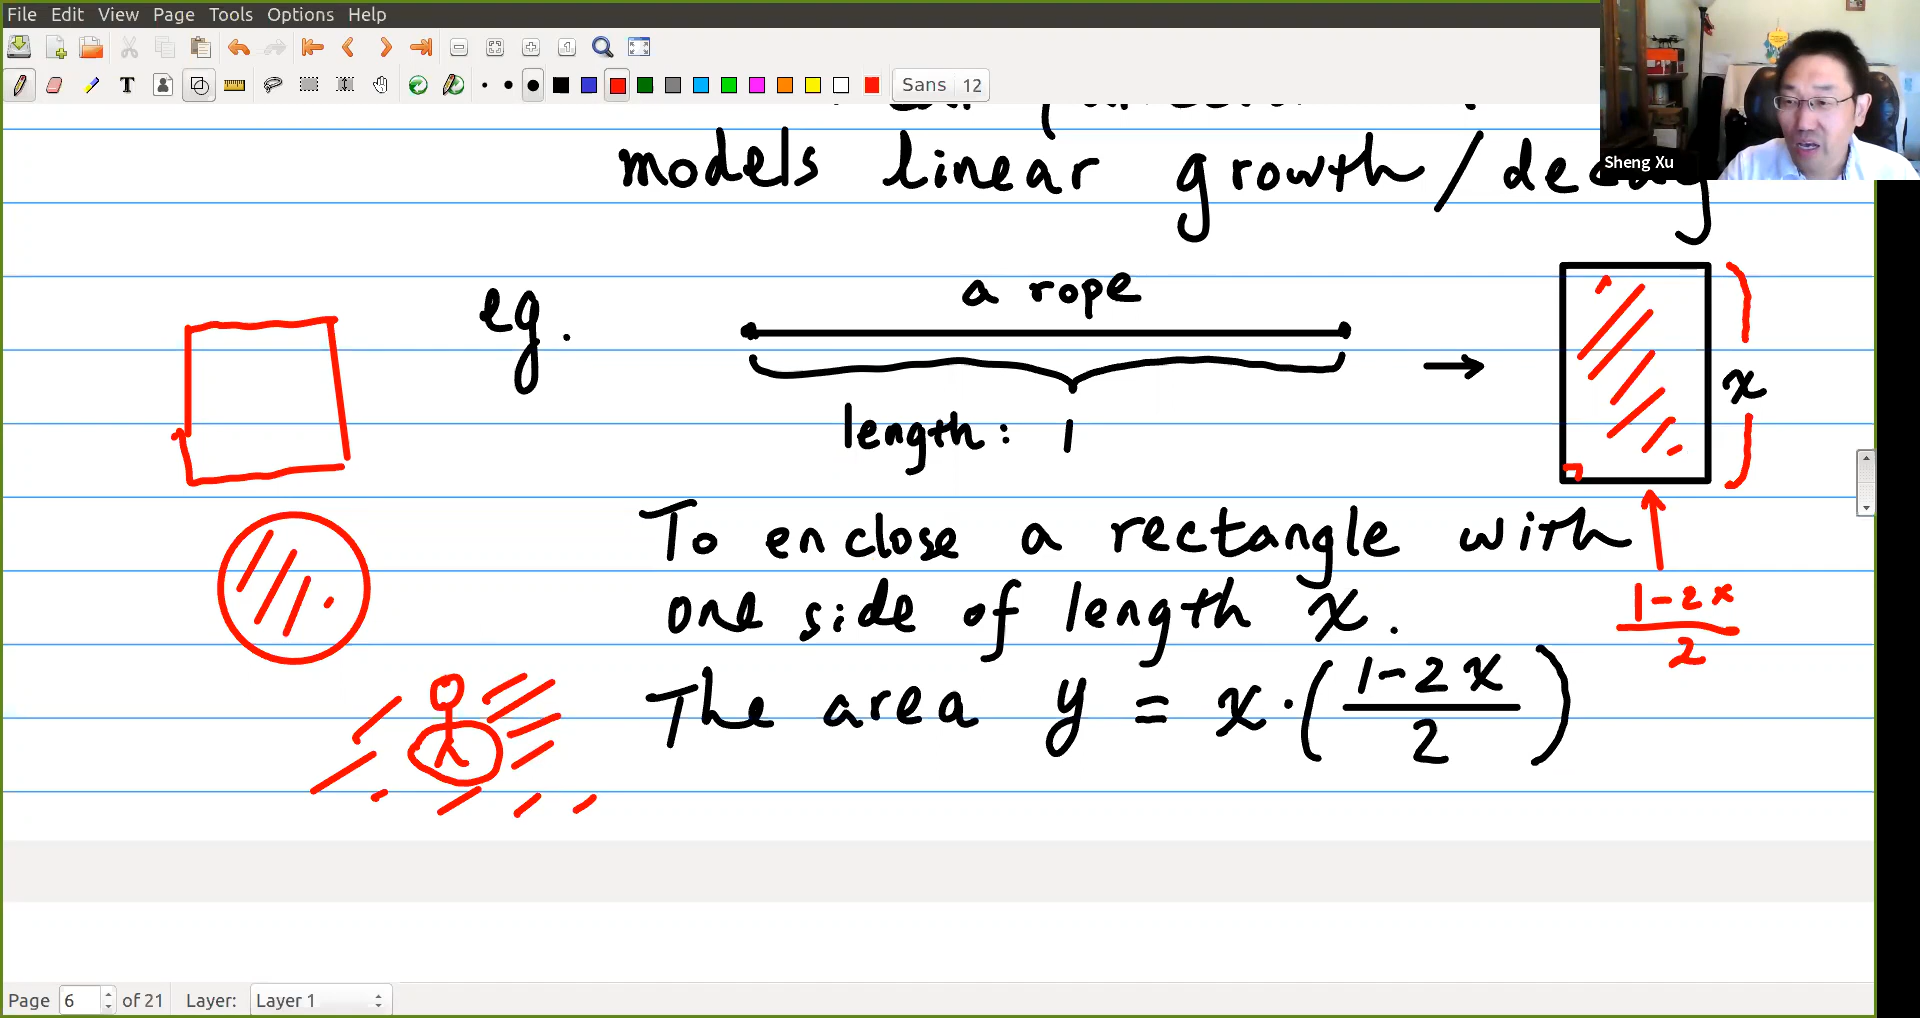 File Edit View Page Tools Options Help
Sans 12
models linear growth/decay
Sheng Xu
eg.
a rope
length: 1
x
To enclose a rectangle with
one side of length x.
1-2x
2
The area y = x·(1-2x/2)
Page 6 of 21 Layer: Layer 1